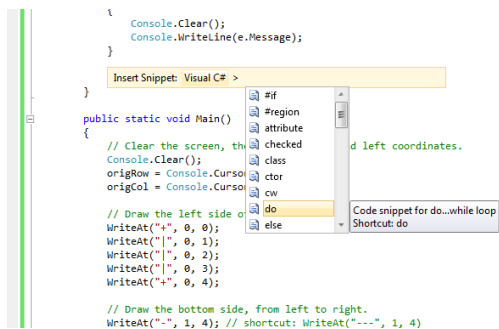 {
Console.Clear();
Console.WriteLine(e.Message);
}
Insert Snippet: Visual C# >
}
public static void Main()
{
// Clear the screen, the d left coordinates.
Console.Clear();
origRow = Console.Curso
origCol = Console.Curso
// Draw the left side o
WriteAt("+", 0, 0);
WriteAt("|", 0, 1);
WriteAt("|", 0, 2);
WriteAt("|", 0, 3);
WriteAt("+", 0, 4);
// Draw the bottom side, from left to right.
WriteAt("-", 1, 4); // shortcut: WriteAt("---", 1, 4)
#if
#region
attribute
checked
class
ctor
cw
do
else
Code snippet for do...while loop
Shortcut: do